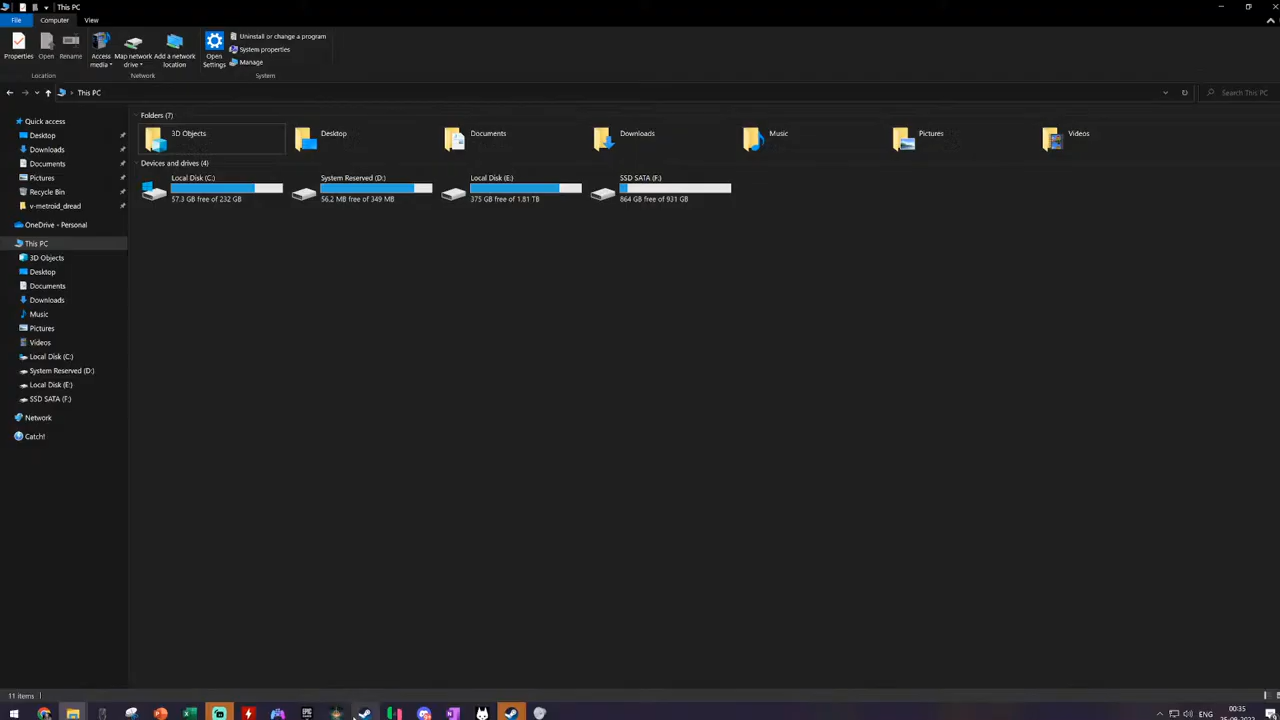 This PC
File Computer View
Properties Open Rename Access media Map network drive Add a network location Open Settings Uninstall or change a program
System properties
Manage
Location Network System
This PC Search This PC
Quick access
Desktop
Downloads
Documents
Pictures
Recycle Bin
v-metroid_dread
OneDrive - Personal
This PC
3D Objects
Desktop
Documents
Downloads
Music
Pictures
Videos
Local Disk (C:)
System Reserved (D:)
Local Disk (E:)
SSD SATA (F:)
Network
Catch!
Folders (7)
3D Objects Desktop Documents Downloads Music Pictures Videos
Devices and drives (4)
Local Disk (C:) System Reserved (D:) Local Disk (E:) SSD SATA (F:)
57.3 GB free of 232 GB 56.2 MB free of 349 MB 375 GB free of 1.81 TB 864 GB free of 931 GB
11 items
EPIC
ENG
00:35